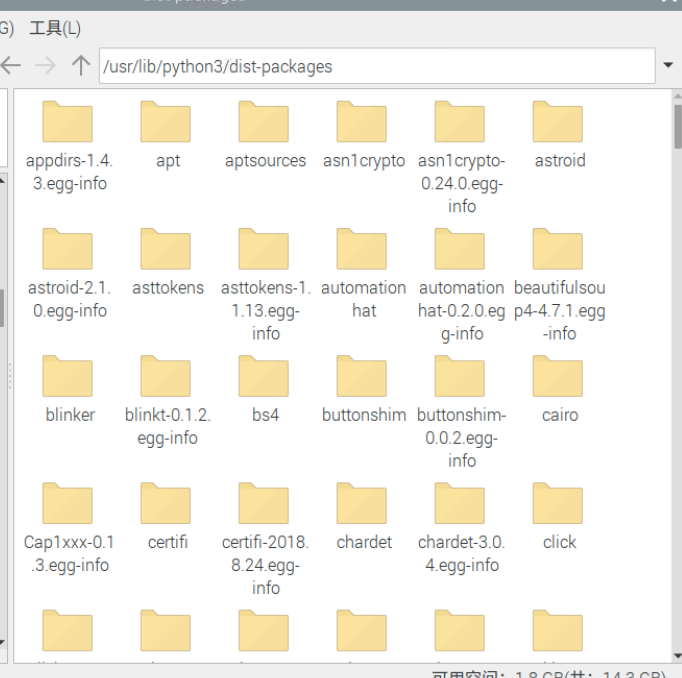 dist-packages
G) 工具(L)
/usr/lib/python3/dist-packages
appdirs-1.4.
3.egg-info
apt
aptsources
asn1crypto
asn1crypto-
0.24.0.egg-
info
astroid
astroid-2.1.
0.egg-info
asttokens
asttokens-1.
1.13.egg-
info
automation
hat
automation
hat-0.2.0.eg
g-info
beautifulsou
p4-4.7.1.egg
-info
blinker
blinkt-0.1.2.
egg-info
bs4
buttonshim
buttonshim-
0.0.2.egg-
info
cairo
Cap1xxx-0.1
.3.egg-info
certifi
certifi-2018.
8.24.egg-
info
chardet
chardet-3.0.
4.egg-info
click
可用空间：1.8 GB(共：14.3 GB)